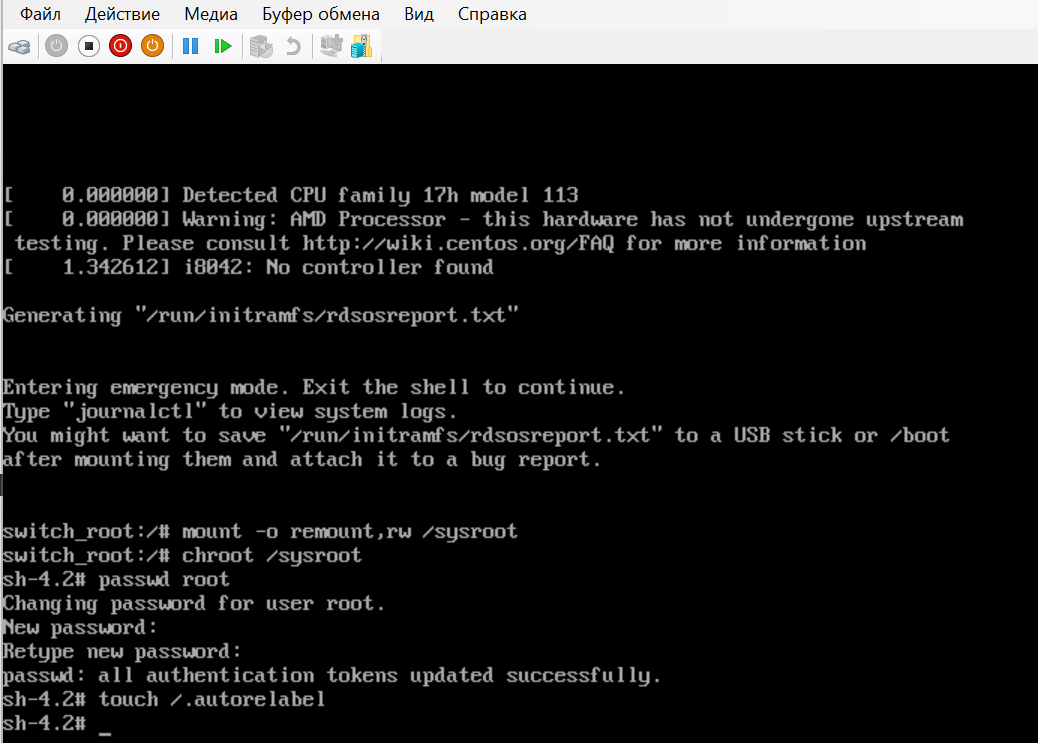 Файл Действие Медиа Буфер обмена Вид Справка
[    0.000000] Detected CPU family 17h model 113
[    0.000000] Warning: AMD Processor - this hardware has not undergone upstream
 testing. Please consult http://wiki.centos.org/FAQ for more information
[    1.342612] i8042: No controller found
Generating "/run/initramfs/rdsosreport.txt"
Entering emergency mode. Exit the shell to continue.
Type "journalctl" to view system logs.
You might want to save "/run/initramfs/rdsosreport.txt" to a USB stick or /boot
after mounting them and attach it to a bug report.
switch_root:/# mount -o remount,rw /sysroot
switch_root:/# chroot /sysroot
sh-4.2# passwd root
Changing password for user root.
New password:
Retype new password:
passwd: all authentication tokens updated successfully.
sh-4.2# touch /.autorelabel
sh-4.2# _